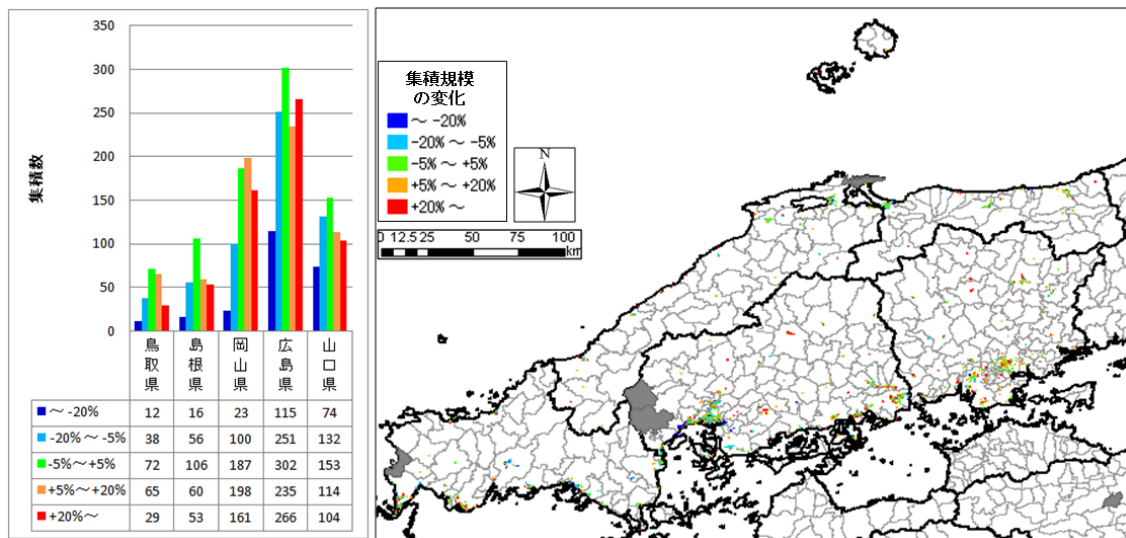 350
300
250
200
150
100
50
0
集積数
鳥取県
島根県
岡山県
広島県
山口県
～ -20% 12 16 23 115 74
-20%～ -5% 38 56 100 251 132
-5%～+5% 72 106 187 302 153
+5%～+20% 65 60 198 235 114
+20%～ 29 53 161 266 104
集積規模
の変化
～ -20%
-20% ～ -5%
-5% ～ +5%
+5% ～ +20%
+20% ～
N
0 12.5 25 50 75 100
km